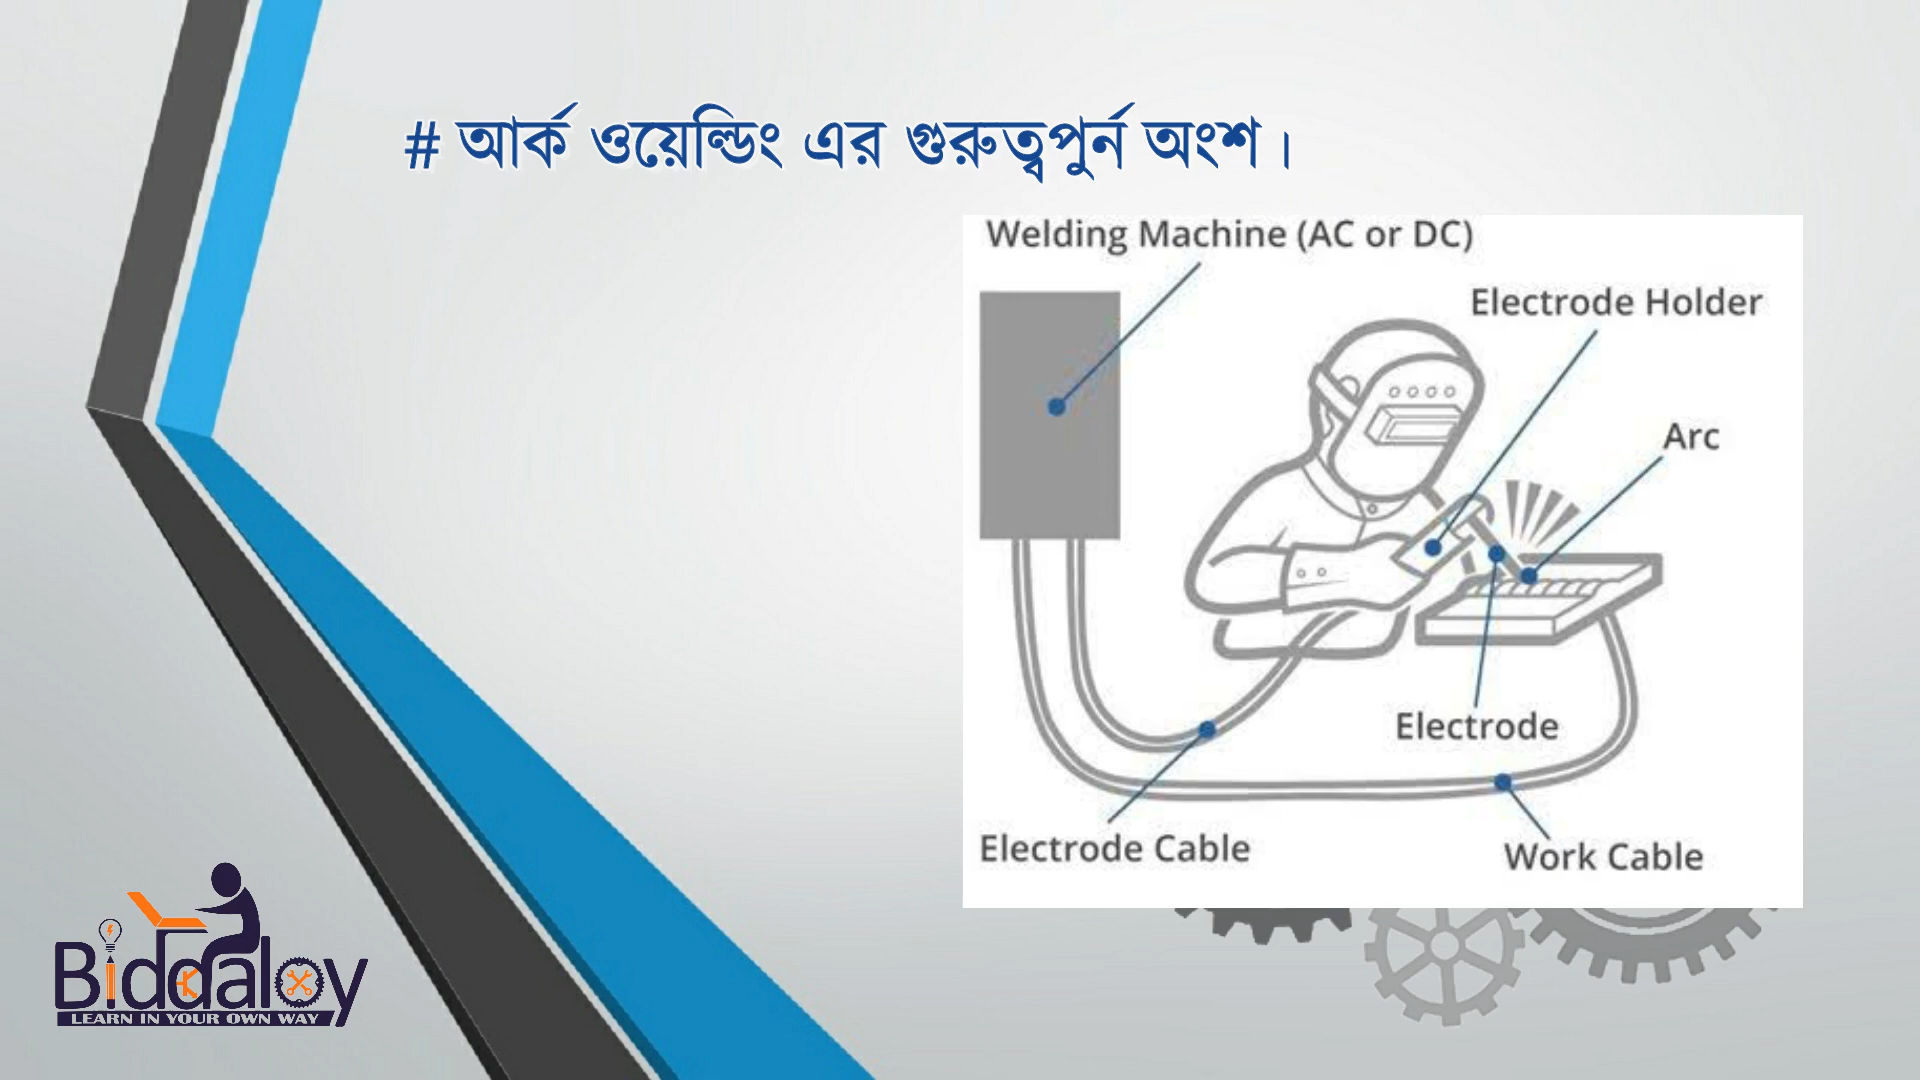 # আর্ক ওয়েল্ডিং এর গুরুত্বপুর্ন অংশ।
Welding Machine (AC or DC)
Electrode Holder
Arc
Electrode
Electrode Cable
Work Cable
Biddaloy
LEARN IN YOUR OWN WAY